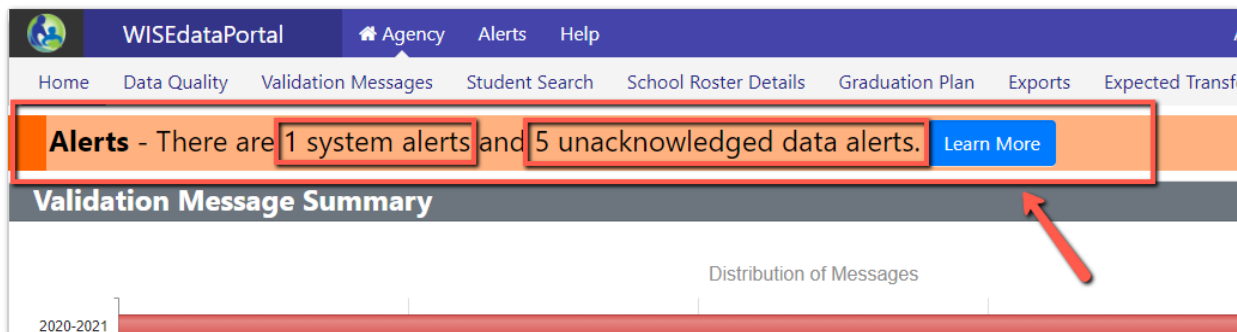 WISEdataPortal Agency Alerts Help
Home Data Quality Validation Messages Student Search School Roster Details Graduation Plan Exports Expected
Alerts - There are 1 system alerts and 5 unacknowledged data alerts. Learn More
Validation Message Summary
Distribution of Messages
2020-2021